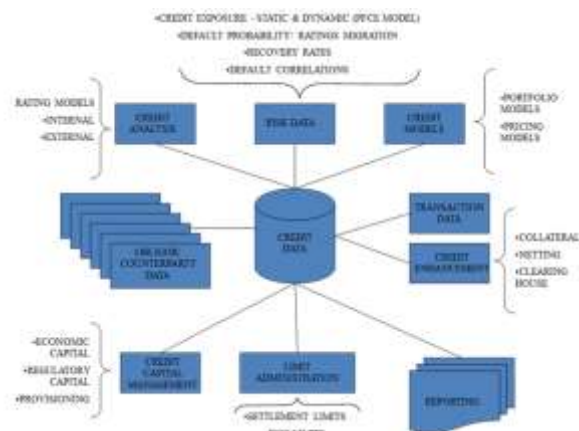 •CREDIT EXPOSURE - STATIC & DYNAMIC (PFCE MODEL)
•DEFAULT PROBABILITY/ RATINGS MIGRATION
•RECOVERY RATES
•DEFAULT CORRELATIONS
RATING MODELS
•INTERNAL
•EXTERNAL
CREDIT
RISK DATA
CREDIT
MODELS
•PORTFOLIO
MODELS
•PRICING
MODELS
COUNTERPARTY
DATA
CREDIT
DATA
TRANSACTION
DATA
CREDIT
ENHANCEMENT
•COLLATERAL
•NETTING
•CLEARING
HOUSE
•ECONOMIC
CAPITAL
•REGULATORY
CAPITAL
•PROVISIONING
CREDIT
CAPITAL
MANAGEMENT
LIMIT
ADMINISTRATION
REPORTING
•SETTLEMENT LIMITS